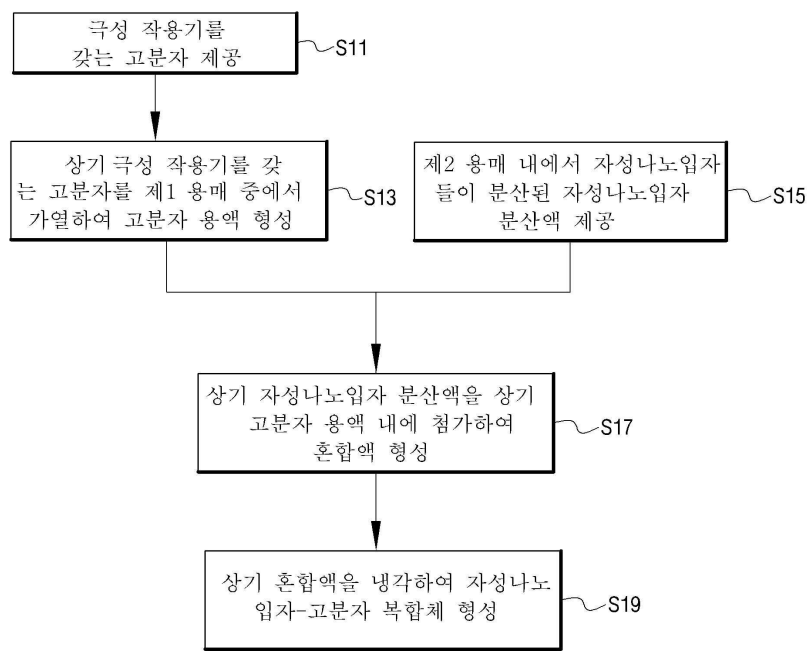 극성 작용기를
갖는 고분자 제공
S11
상기 극성 작용기를 갖
는 고분자를 제1 용매 중에서
가열하여 고분자 용액 형성
S13
제2 용매 내에서 자성나노입자
들이 분산된 자성나노입자
분산액 제공
S15
상기 자성나노입자 분산액을 상기
고분자 용액 내에 첨가하여
혼합액 형성
S17
상기 혼합액을 냉각하여 자성나노
입자-고분자 복합체 형성
S19